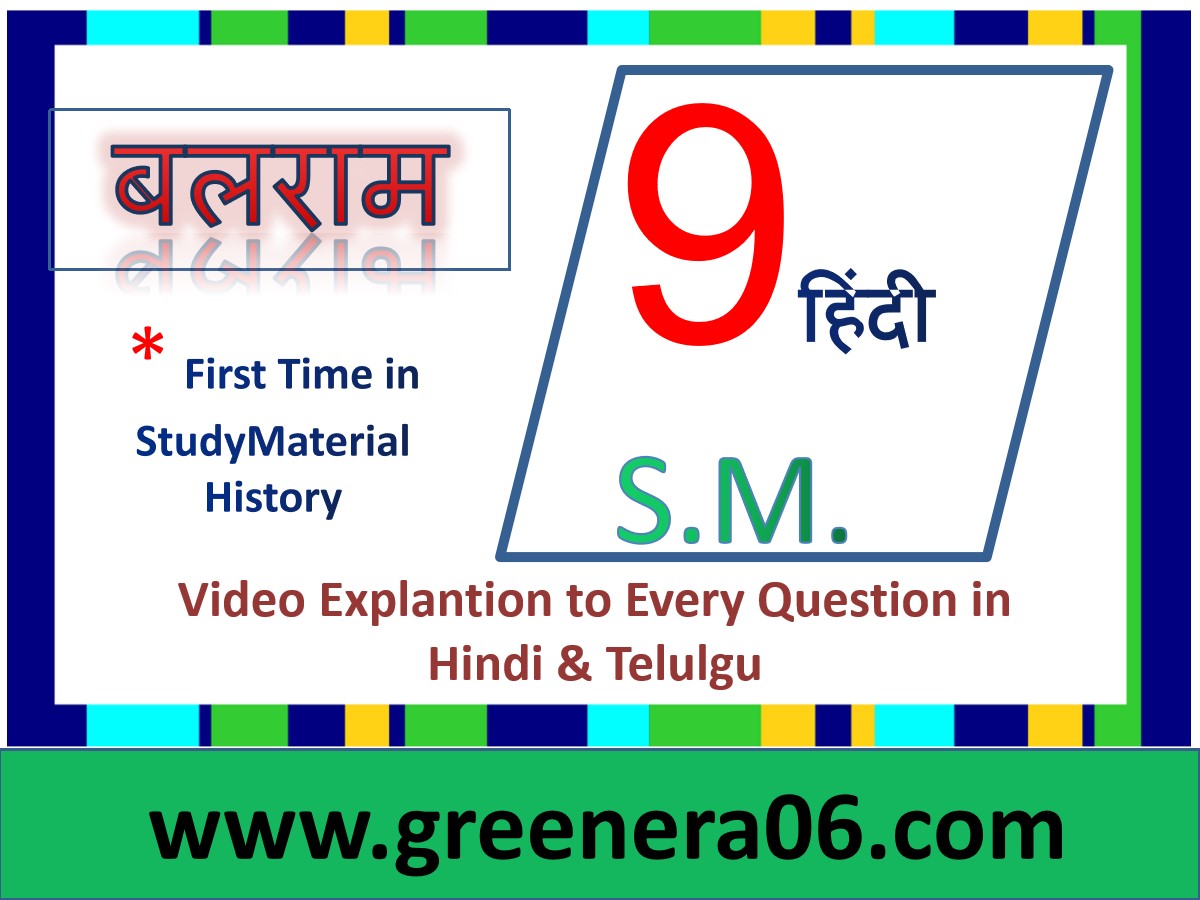 बलराम
9 हिंदी
* First Time in
StudyMaterial
History
S.M.
Video Explantion to Every Question in
Hindi & Telulgu
www.greenera06.com